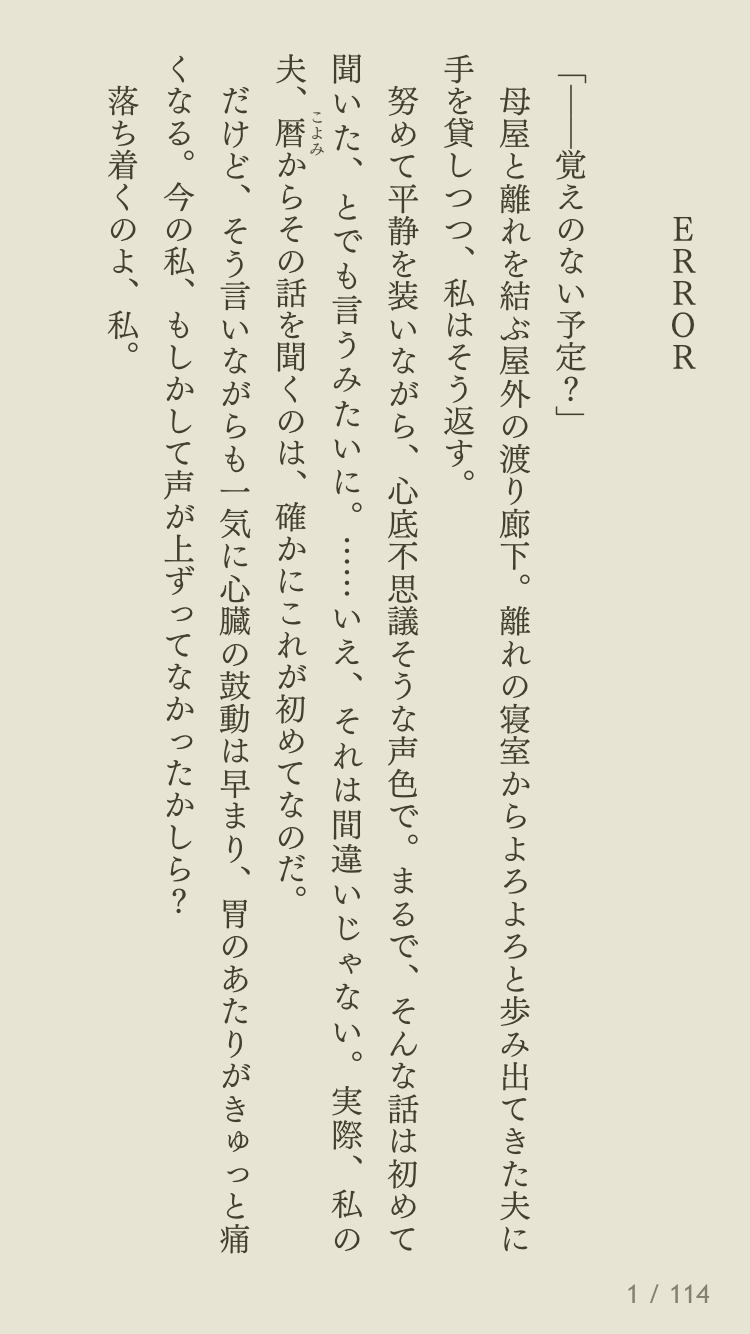 ERROR
「――覚えのない予定？」
　母屋と離れを結ぶ屋外の渡り廊下。離れの寝室からよろよろと歩み出てきた夫に
手を貸しつつ、私はそう返す。
　努めて平静を装いながら、心底不思議そうな声色で。まるで、そんな話は初めて
聞いた、とでも言うみたいに。……いえ、それは間違いじゃない。実際、私の
こよみ
夫、暦からその話を聞くのは、確かにこれが初めてなのだ。
　だけど、そう言いながらも一気に心臓の鼓動は早まり、胃のあたりがきゅっと痛
くなる。今の私、もしかして声が上ずってなかったかしら？
　落ち着くのよ、私。
1 / 114